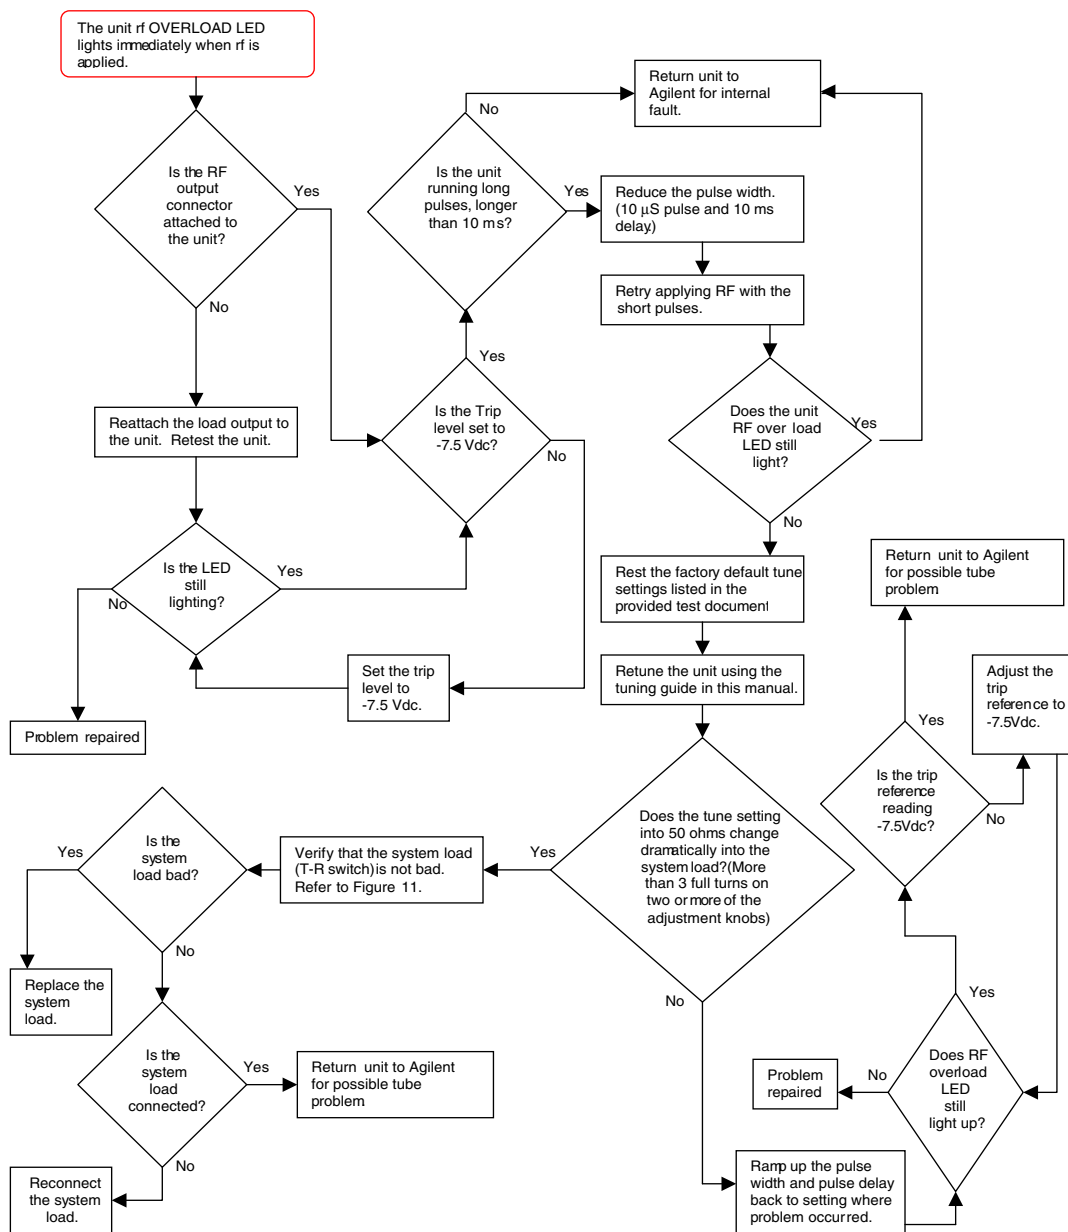 The unit rf OVERLOAD LED
lights immediately when rf is
applied.
Is the RF
output
connector
attached to
the unit?
Yes
No
Reattach the load output to
the unit. Retest the unit.
Is the LED
still
lighting?
Yes
No
Problem repaired
Set the trip
level to
-7.5 Vdc.
Is the Trip
level set to
-7.5 Vdc?
Yes
No
Is the unit
running long
pulses, longer
than 10 ms?
No
Yes
Return unit to
Agilent for internal
fault.
Reduce the pulse width.
(10 µS pulse and 10 ms
delay.)
Retry applying RF with the
short pulses.
Does the unit
RF over load
LED still
light?
Yes
No
Rest the factory default tune
settings listed in the
provided test document
Retune the unit using the
tuning guide in this manual.
Does the tune setting
into 50 ohms change
dramatically into the
system load?(More
than 3 full turns on
two or more of the
adjustment knobs)
Yes
No
Verify that the system load
(T-R switch)is not bad.
Refer to Figure 11.
Is the
system
load bad?
Yes
No
Replace the
system
load.
Is the
system
load
connected?
Yes
No
Return unit to Agilent
for possible tube
problem
Reconnect
the system
load.
Ramp up the pulse
width and pulse delay
back to setting where
problem occurred.
Does RF
overload
LED
still
light up?
No
Yes
Problem
repaired
Is the trip
reference
reading
-7.5Vdc?
Yes
No
Return unit to Agilent
for possible tube
problem
Adjust the
trip
reference to
-7.5Vdc.